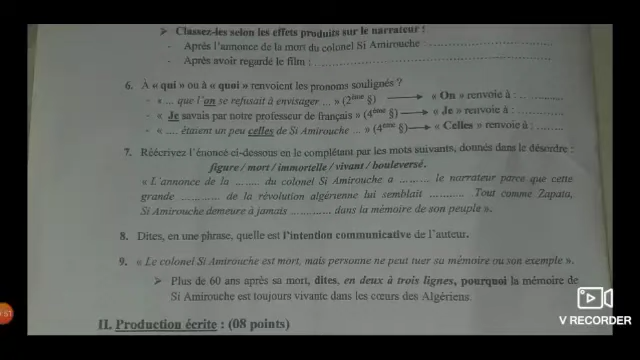 ➤ Classez-les selon les effets produits sur le narrateur :
- Après l'annonce de la mort du colonel Si Amirouche : ..............................
- Après avoir regardé le film : ..............................
6. À « qui » ou à « quoi » renvoient les pronoms soulignés ?
- « ... que l'on se refusait à envisager ... » (2ème §) → « On » renvoie à : ............
- « Je savais par notre professeur de français » (4ème §) → « Je » renvoie à : ........
- « .... étaient un peu celles de Si Amirouche ... » (4ème §) → « Celles » renvoie à : ........
7. Réécrivez l'énoncé ci-dessous en le complétant par les mots suivants, donnés dans le désordre :
figure / mort / immortelle / vivant / bouleversé.
« L'annonce de la ........ du colonel Si Amirouche a ......... le narrateur parce que cette
grande .......... de la révolution algérienne lui semblait .......... Tout comme Zapata,
Si Amirouche demeure à jamais ............ dans la mémoire de son peuple ».
8. Dites, en une phrase, quelle est l'intention communicative de l'auteur.
9. « Le colonel Si Amirouche est mort, mais personne ne peut tuer sa mémoire ou son exemple ».
➤ Plus de 60 ans après sa mort, dites, en deux à trois lignes, pourquoi la mémoire de
Si Amirouche est toujours vivante dans les cœurs des Algériens.
II. Production écrite : (08 points)
V RECORDER